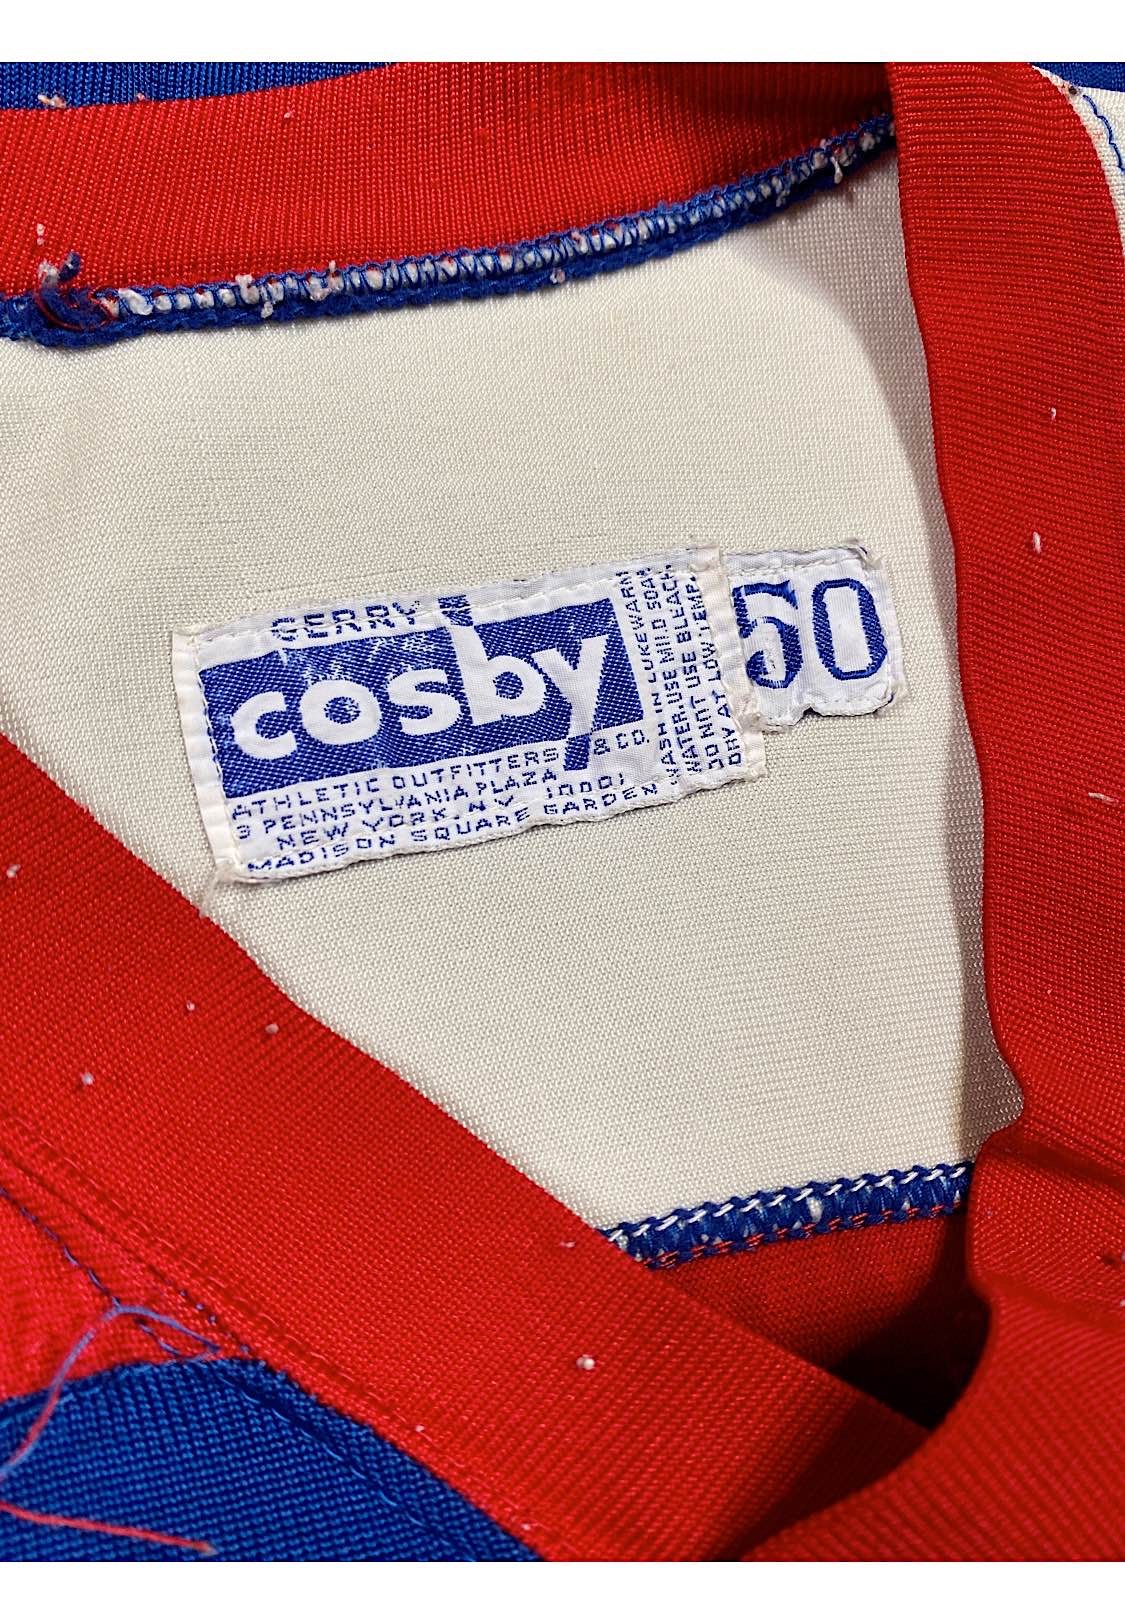 GERRY
cosby
& CO.
ATHLETIC OUTFITTERS
3 PENNSYLVANIA PLAZA
NEW YORK, N.Y. 10001
MADISON SQUARE GARDEN
WASH IN LUKEWARM
WATER. USE MILD SOAP.
DO NOT USE BLEACH.
DRY AT LOW TEMP.
50